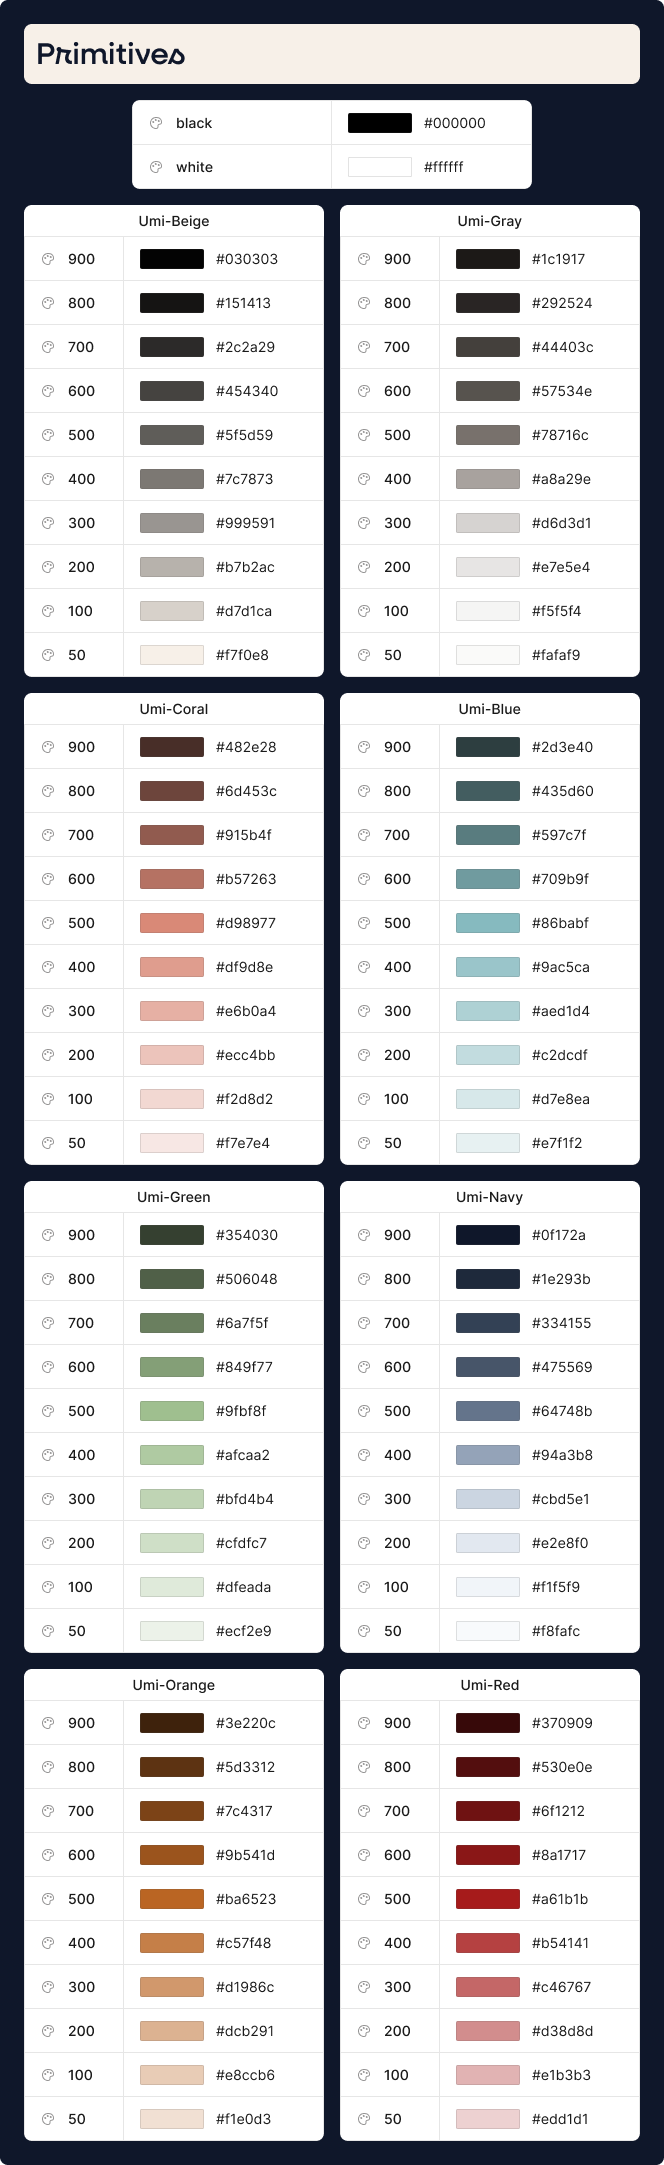 Primitives
black #000000
white #ffffff
Umi-Beige
900 #030303
800 #151413
700 #2c2a29
600 #454340
500 #5f5d59
400 #7c7873
300 #999591
200 #b7b2ac
100 #d7d1ca
50 #f7f0e8
Umi-Gray
900 #1c1917
800 #292524
700 #44403c
600 #57534e
500 #78716c
400 #a8a29e
300 #d6d3d1
200 #e7e5e4
100 #f5f5f4
50 #fafaf9
Umi-Coral
900 #482e28
800 #6d453c
700 #915b4f
600 #b57263
500 #d98977
400 #df9d8e
300 #e6b0a4
200 #ecc4bb
100 #f2d8d2
50 #f7e7e4
Umi-Blue
900 #2d3e40
800 #435d60
700 #597c7f
600 #709b9f
500 #86babf
400 #9ac5ca
300 #aed1d4
200 #c2dcdf
100 #d7e8ea
50 #e7f1f2
Umi-Green
900 #354030
800 #506048
700 #6a7f5f
600 #849f77
500 #9fbf8f
400 #afcaa2
300 #bfd4b4
200 #cfdfc7
100 #dfeada
50 #ecf2e9
Umi-Navy
900 #0f172a
800 #1e293b
700 #334155
600 #475569
500 #64748b
400 #94a3b8
300 #cbd5e1
200 #e2e8f0
100 #f1f5f9
50 #f8fafc
Umi-Orange
900 #3e220c
800 #5d3312
700 #7c4317
600 #9b541d
500 #ba6523
400 #c57f48
300 #d1986c
200 #dcb291
100 #e8ccb6
50 #f1e0d3
Umi-Red
900 #370909
800 #530e0e
700 #6f1212
600 #8a1717
500 #a61b1b
400 #b54141
300 #c46767
200 #d38d8d
100 #e1b3b3
50 #edd1d1